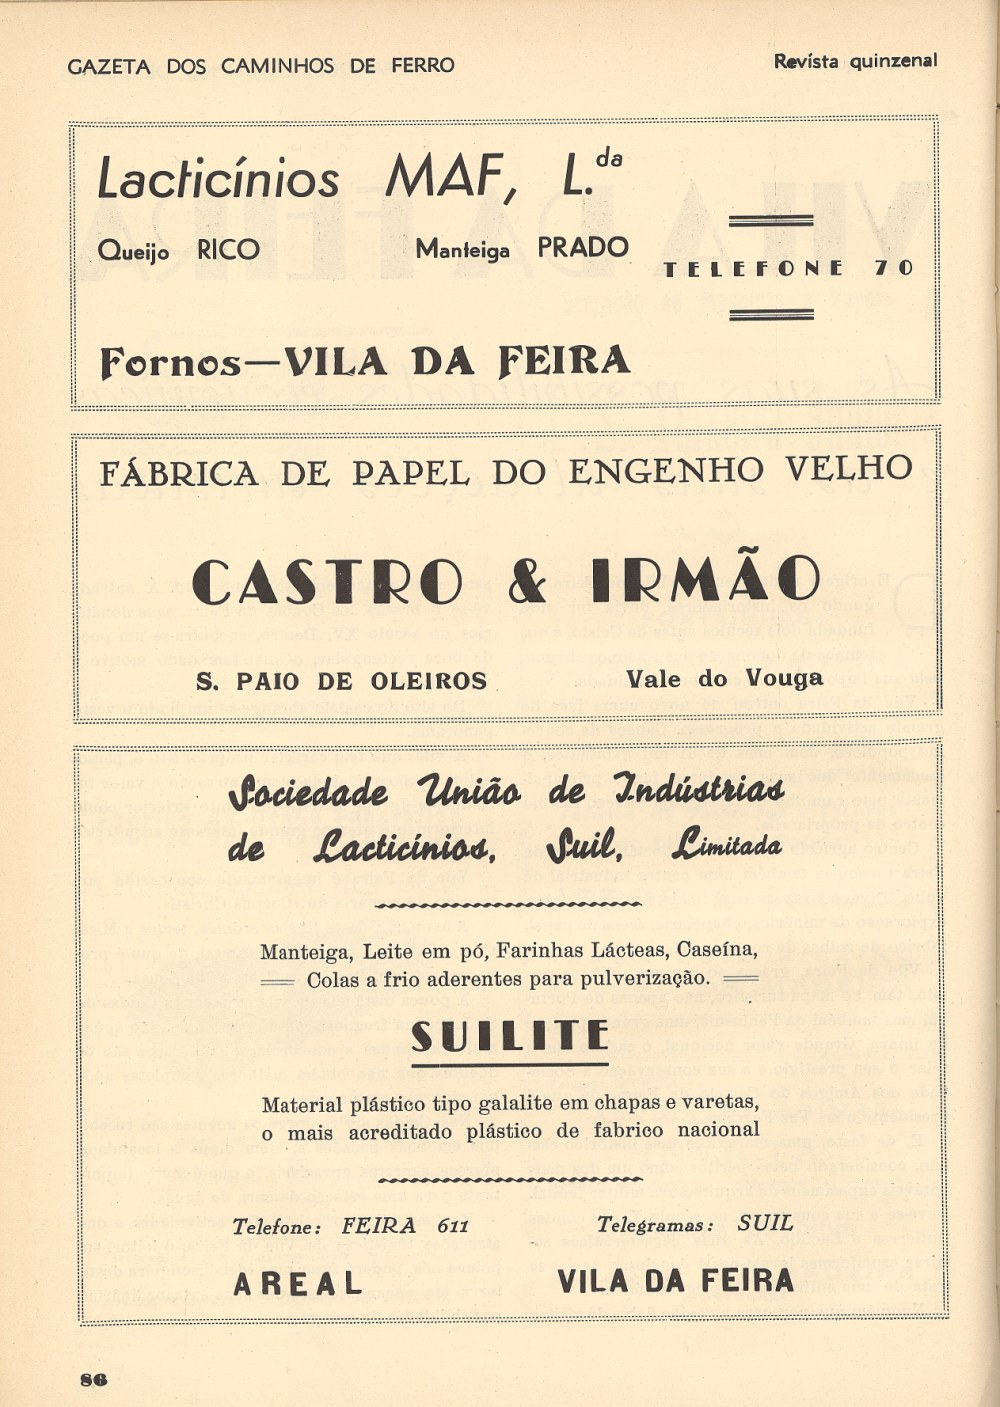 GAZETA DOS CAMINHOS DE FERRO
Revista quinzenal
Lacticínios MAF, L.da
Queijo RICO Manteiga PRADO
TELEFONE 70
Fornos—VILA DA FEIRA
FÁBRICA DE PAPEL DO ENGENHO VELHO
CASTRO & IRMÃO
S. PAIO DE OLEIROS Vale do Vouga
Sociedade União de Indústrias
de Lacticínios, Suil, Limitada
Manteiga, Leite em pó, Farinhas Lácteas, Caseína,
Colas a frio aderentes para pulverização.
SUILITE
Material plástico tipo galalite em chapas e varetas,
o mais acreditado plástico de fabrico nacional
Telefone: FEIRA 611 Telegramas: SUIL
AREAL VILA DA FEIRA
86